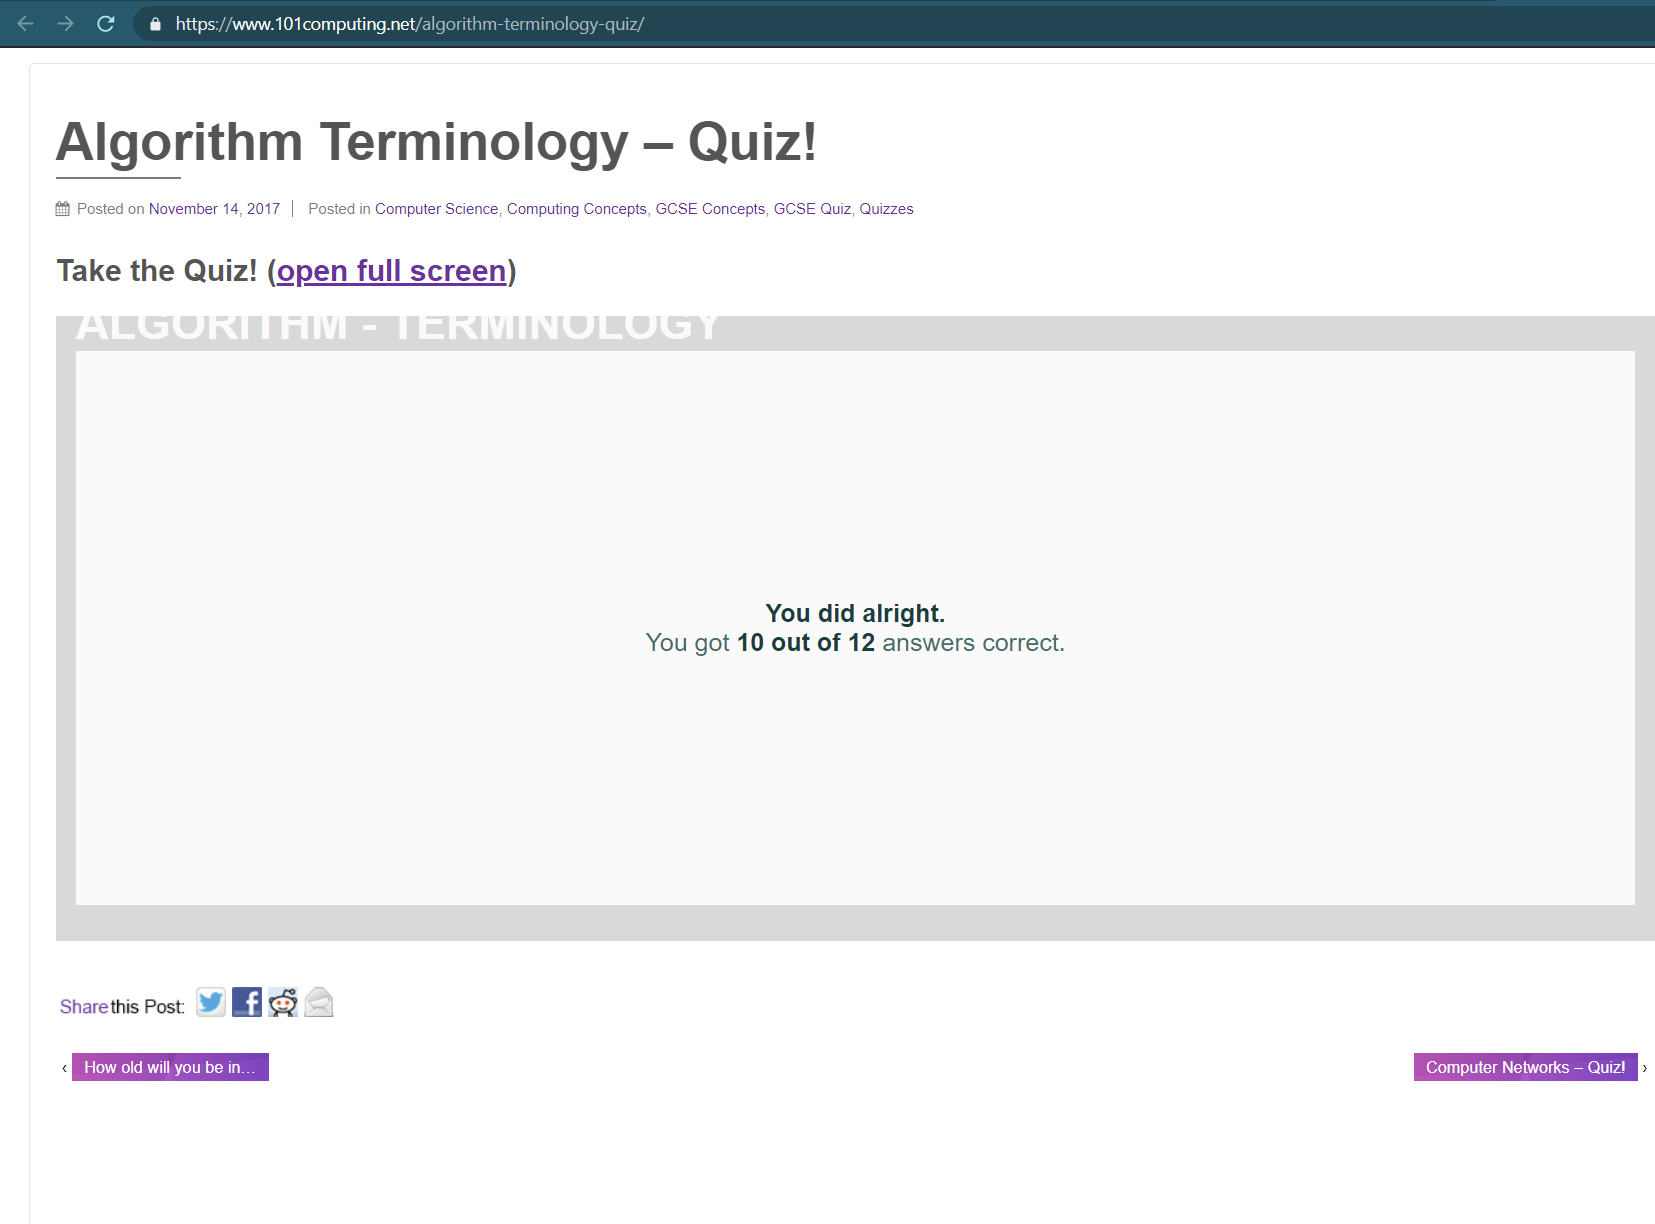 https://www.101computing.net/algorithm-terminology-quiz/
Algorithm Terminology – Quiz!
Posted on November 14, 2017 | Posted in Computer Science, Computing Concepts, GCSE Concepts, GCSE Quiz, Quizzes
Take the Quiz! (open full screen)
ALGORITHM - TERMINOLOGY
You did alright.
You got 10 out of 12 answers correct.
Share this Post:
‹ How old will you be in…
Computer Networks – Quiz! ›